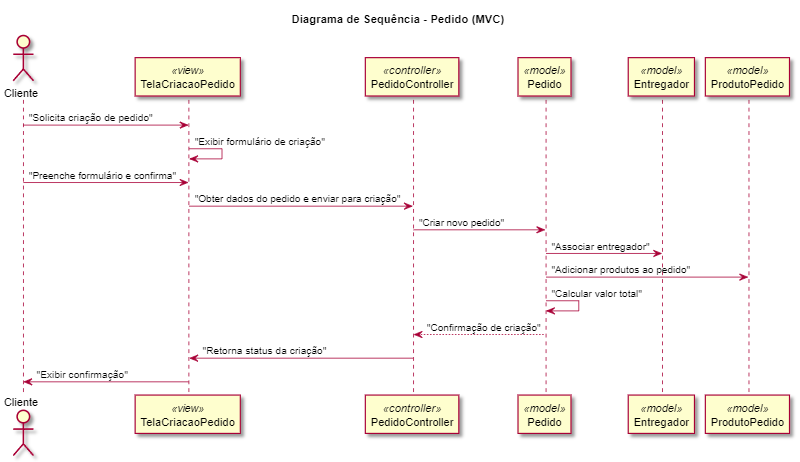 Diagrama de Sequência - Pedido (MVC)
Cliente
«view»
TelaCriacaoPedido
«controller»
PedidoController
«model»
Pedido
«model»
Entregador
«model»
ProdutoPedido
"Solicita criação de pedido"
"Exibir formulário de criação"
"Preenche formulário e confirma"
"Obter dados do pedido e enviar para criação"
"Criar novo pedido"
"Associar entregador"
"Adicionar produtos ao pedido"
"Calcular valor total"
"Confirmação de criação"
"Retorna status da criação"
"Exibir confirmação"
Cliente
«view»
TelaCriacaoPedido
«controller»
PedidoController
«model»
Pedido
«model»
Entregador
«model»
ProdutoPedido